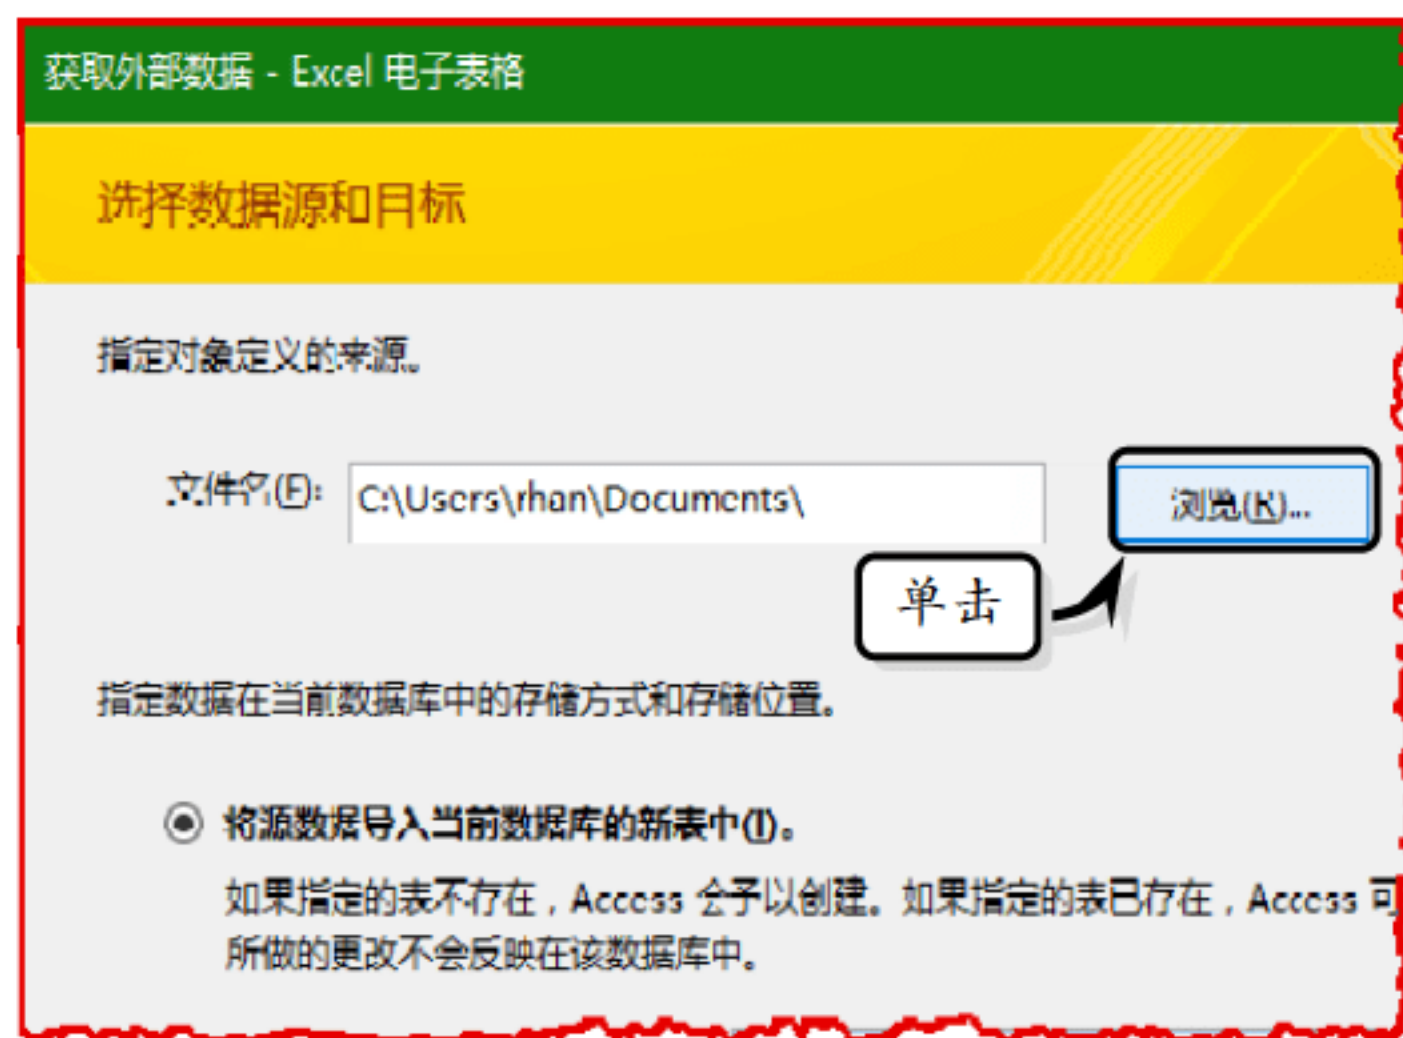 获取外部数据 - Excel 电子表格
选择数据源和目标
指定对象定义的来源。
文件名(F): C:\Users\rhan\Documents\ 浏览(R)...
单击
指定数据在当前数据库中的存储方式和存储位置。
将源数据导入当前数据库的新表中(I)。
如果指定的表不存在，Access 会予以创建。如果指定的表已存在，Access 可
所做的更改不会反映在该数据库中。